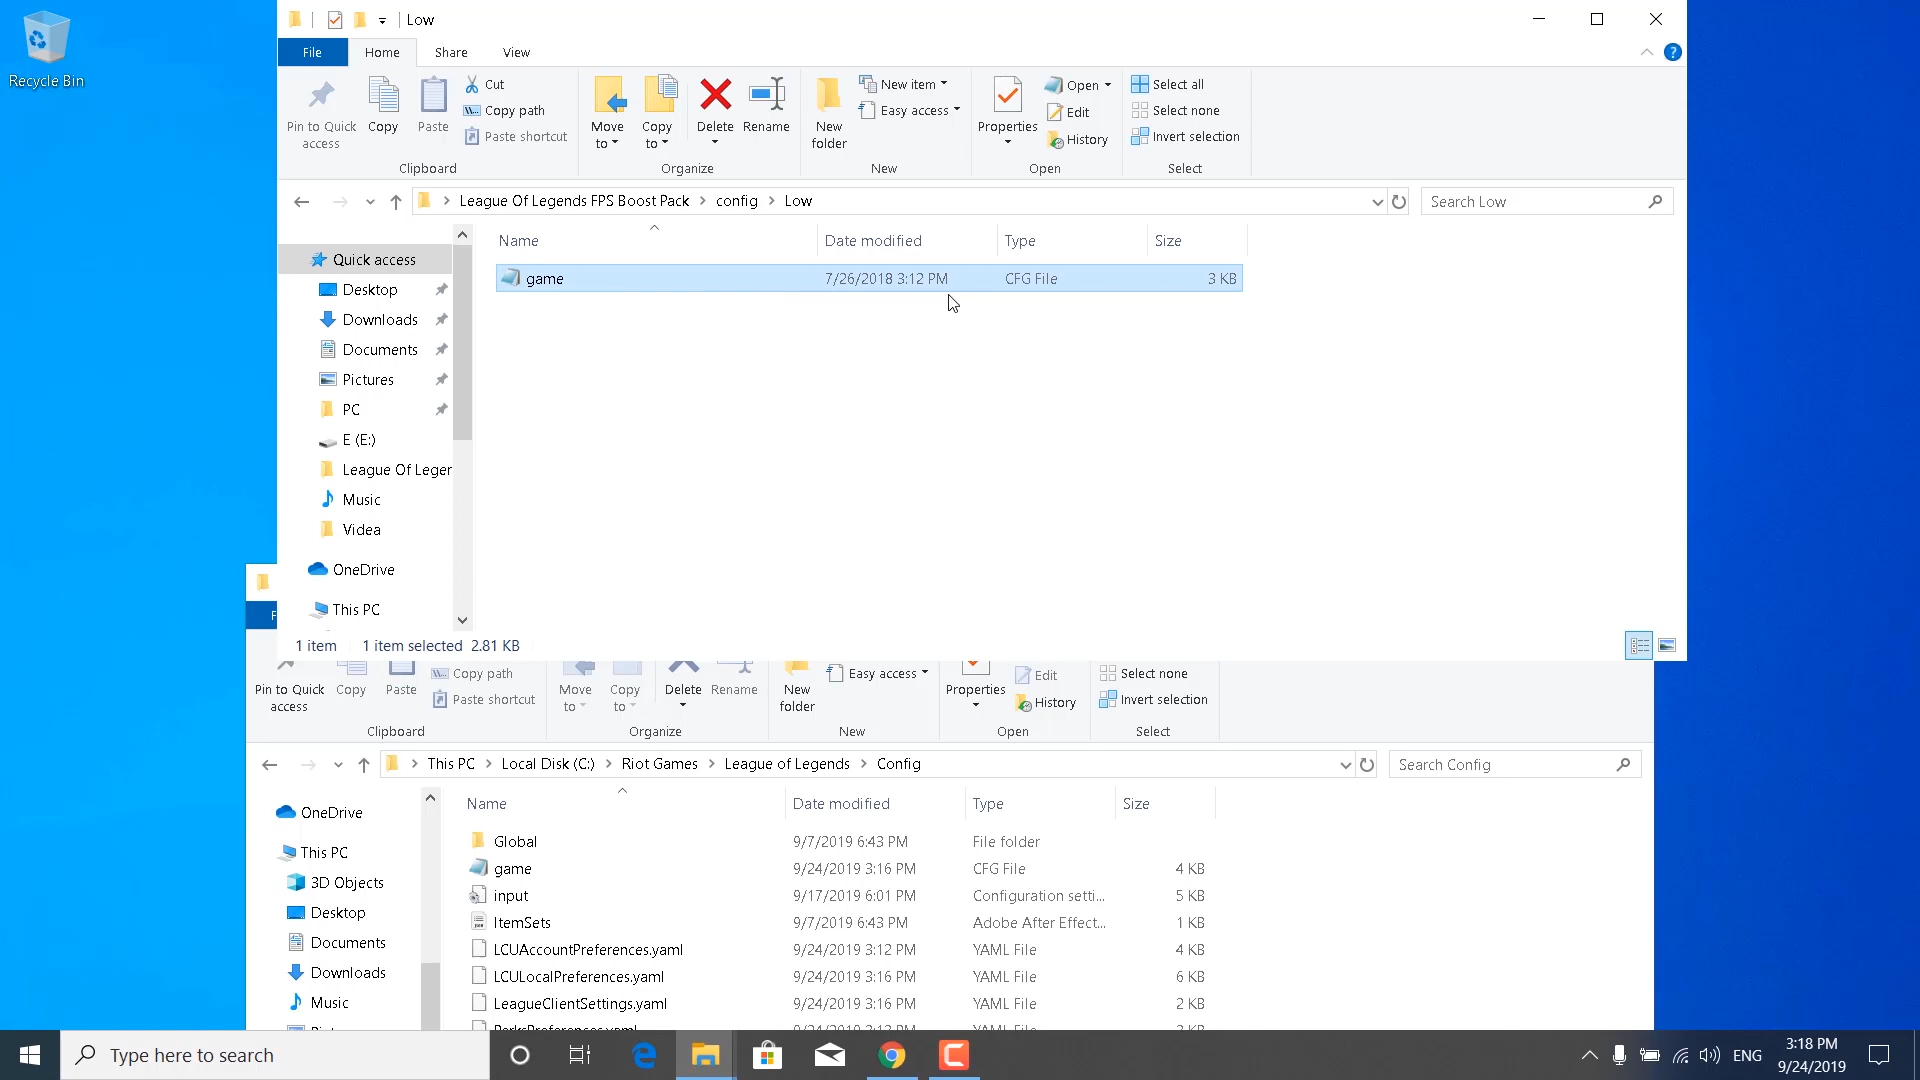 Recycle Bin
Low
File Home Share View
Pin to Quick access
Copy
Paste
Cut
Copy path
Paste shortcut
Clipboard
Move to
Copy to
Delete
Rename
Organize
New folder
New item
Easy access
New
Properties
Open
Edit
History
Open
Select all
Select none
Invert selection
Select
League Of Legends FPS Boost Pack config Low
Search Low
Name Date modified Type Size
game 7/26/2018 3:12 PM CFG File 3 KB
Quick access
Desktop
Downloads
Documents
Pictures
PC
E (E:)
League Of Leger
Music
Videa
OneDrive
This PC
1 item 1 item selected 2.81 KB
F
Pin to Quick access
Copy
Paste
Copy path
Paste shortcut
Clipboard
Move to
Copy to
Delete
Rename
Organize
New folder
Easy access
New
Properties
Edit
History
Open
Select none
Invert selection
Select
This PC Local Disk (C:) Riot Games League of Legends Config
Search Config
OneDrive
This PC
3D Objects
Desktop
Documents
Downloads
Music
Name Date modified Type Size
Global 9/7/2019 6:43 PM File folder
game 9/24/2019 3:16 PM CFG File 4 KB
input 9/17/2019 6:01 PM Configuration setti... 5 KB
ItemSets 9/7/2019 6:43 PM Adobe After Effect... 1 KB
LCUAccountPreferences.yaml 9/24/2019 3:12 PM YAML File 4 KB
LCULocalPreferences.yaml 9/24/2019 3:16 PM YAML File 6 KB
LeagueClientSettings.yaml 9/24/2019 3:16 PM YAML File 2 KB
Type here to search
ENG
3:18 PM
9/24/2019